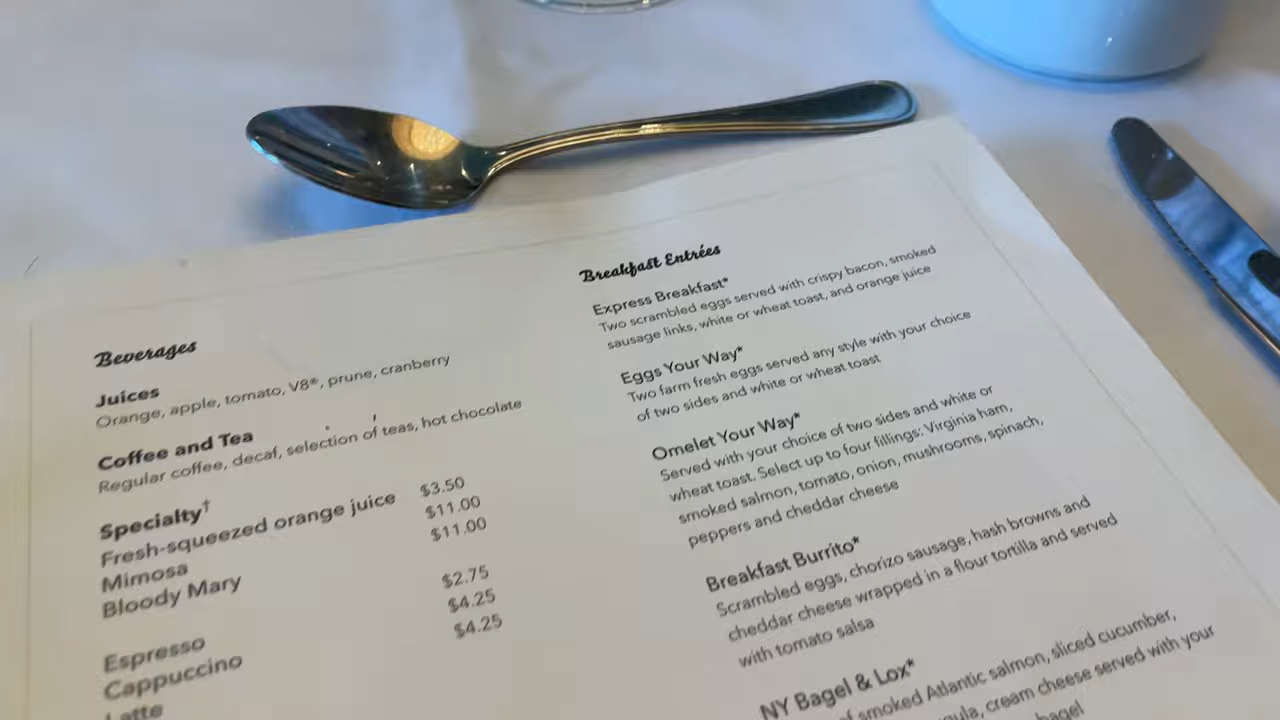 Beverages
Juices
Orange, apple, tomato, V8®, prune, cranberry
Coffee and Tea
Regular coffee, decaf, selection of teas, hot chocolate
Specialty†
Fresh-squeezed orange juice $3.50
Mimosa $11.00
Bloody Mary $11.00
Espresso $2.75
Cappuccino $4.25
Latte $4.25
Breakfast Entrées
Express Breakfast*
Two scrambled eggs served with crispy bacon, smoked
sausage links, white or wheat toast, and orange juice
Eggs Your Way*
Two farm fresh eggs served any style with your choice
of two sides and white or wheat toast
Omelet Your Way*
Served with your choice of two sides and white or
wheat toast. Select up to four fillings: Virginia ham,
smoked salmon, tomato, onion, mushrooms, spinach,
peppers and cheddar cheese
Breakfast Burrito*
Scrambled eggs, chorizo sausage, hash browns and
cheddar cheese wrapped in a flour tortilla and served
with tomato salsa
NY Bagel & Lox*
of smoked Atlantic salmon, sliced cucumber,
cream cheese served with your
bagel